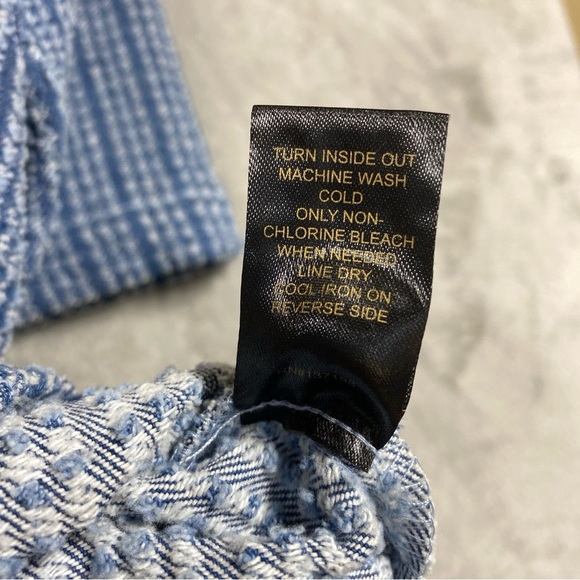 TURN INSIDE OUT
MACHINE WASH
COLD
ONLY NON-
CHLORINE BLEACH
WHEN NEEDED
LINE DRY
COOL IRON ON
REVERSE SIDE